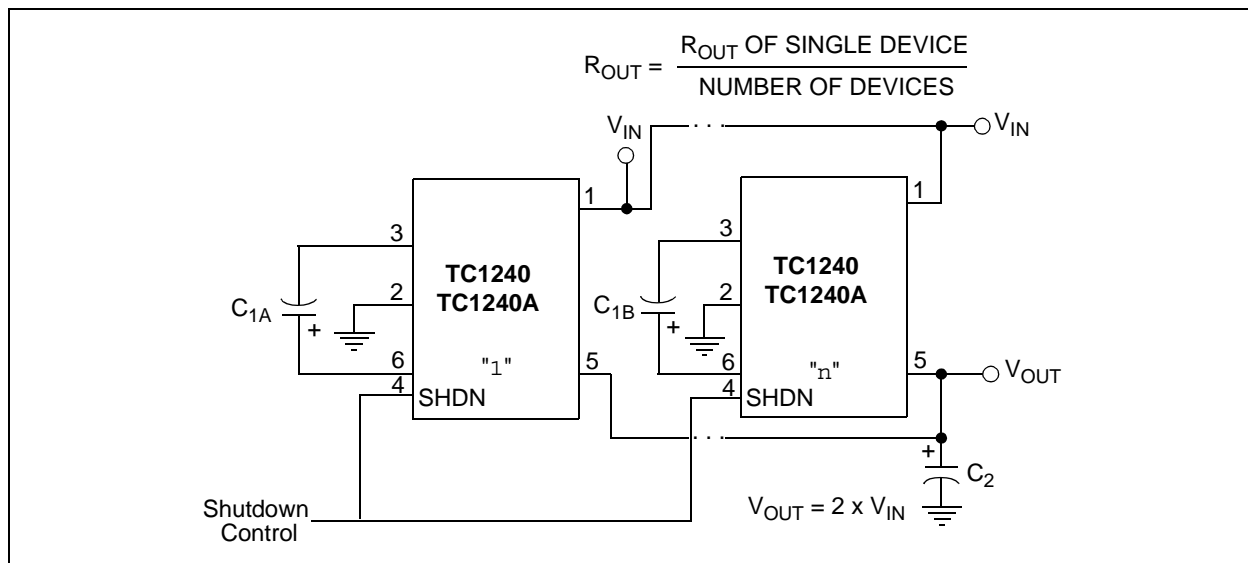 R_OUT = R_OUT OF SINGLE DEVICE
NUMBER OF DEVICES
V_IN
V_IN
1
1
3
3
TC1240
TC1240A
TC1240
TC1240A
2
2
C_1A
+
C_1B
+
6
"1"
5
6
"n"
5
V_OUT
4
SHDN
4
SHDN
. . .
. . .
+
C_2
Shutdown
Control
V_OUT = 2 x V_IN